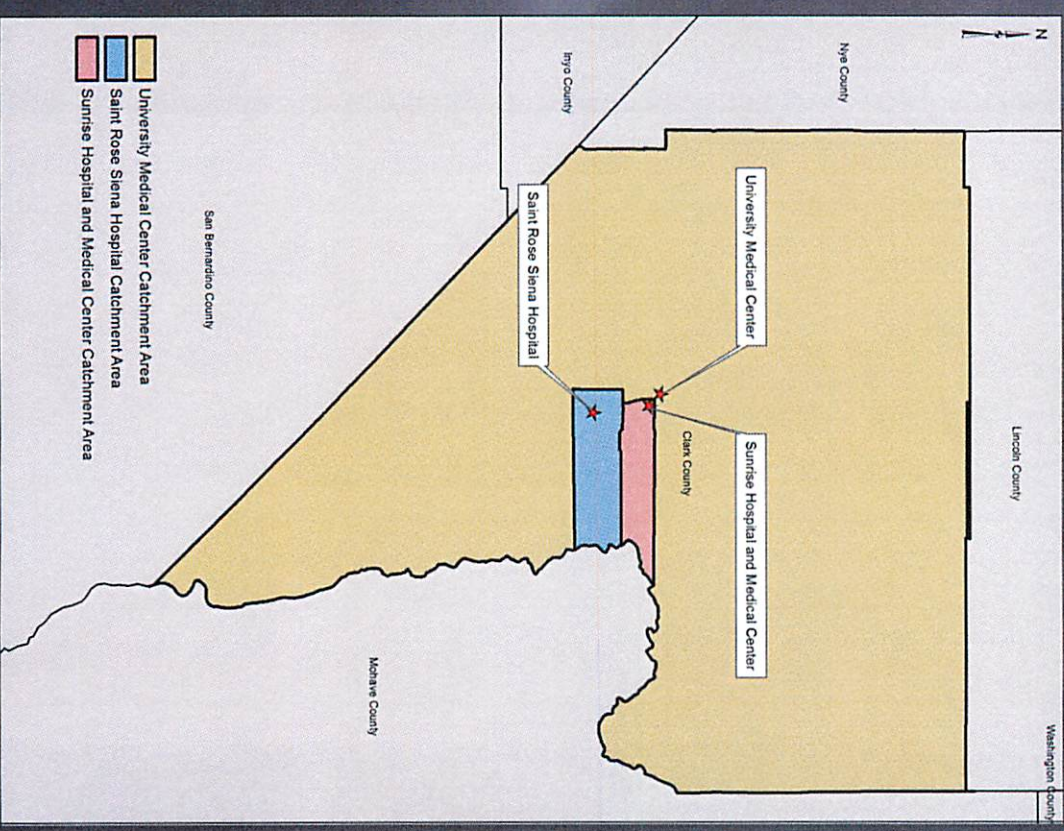 N
Washington County
Lincoln County
Nye County
University Medical Center
Sunrise Hospital and Medical Center
Clark County
Inyo County
Saint Rose Siena Hospital
Mohave County
San Bernardino County
University Medical Center Catchment Area
Saint Rose Siena Hospital Catchment Area
Sunrise Hospital and Medical Center Catchment Area